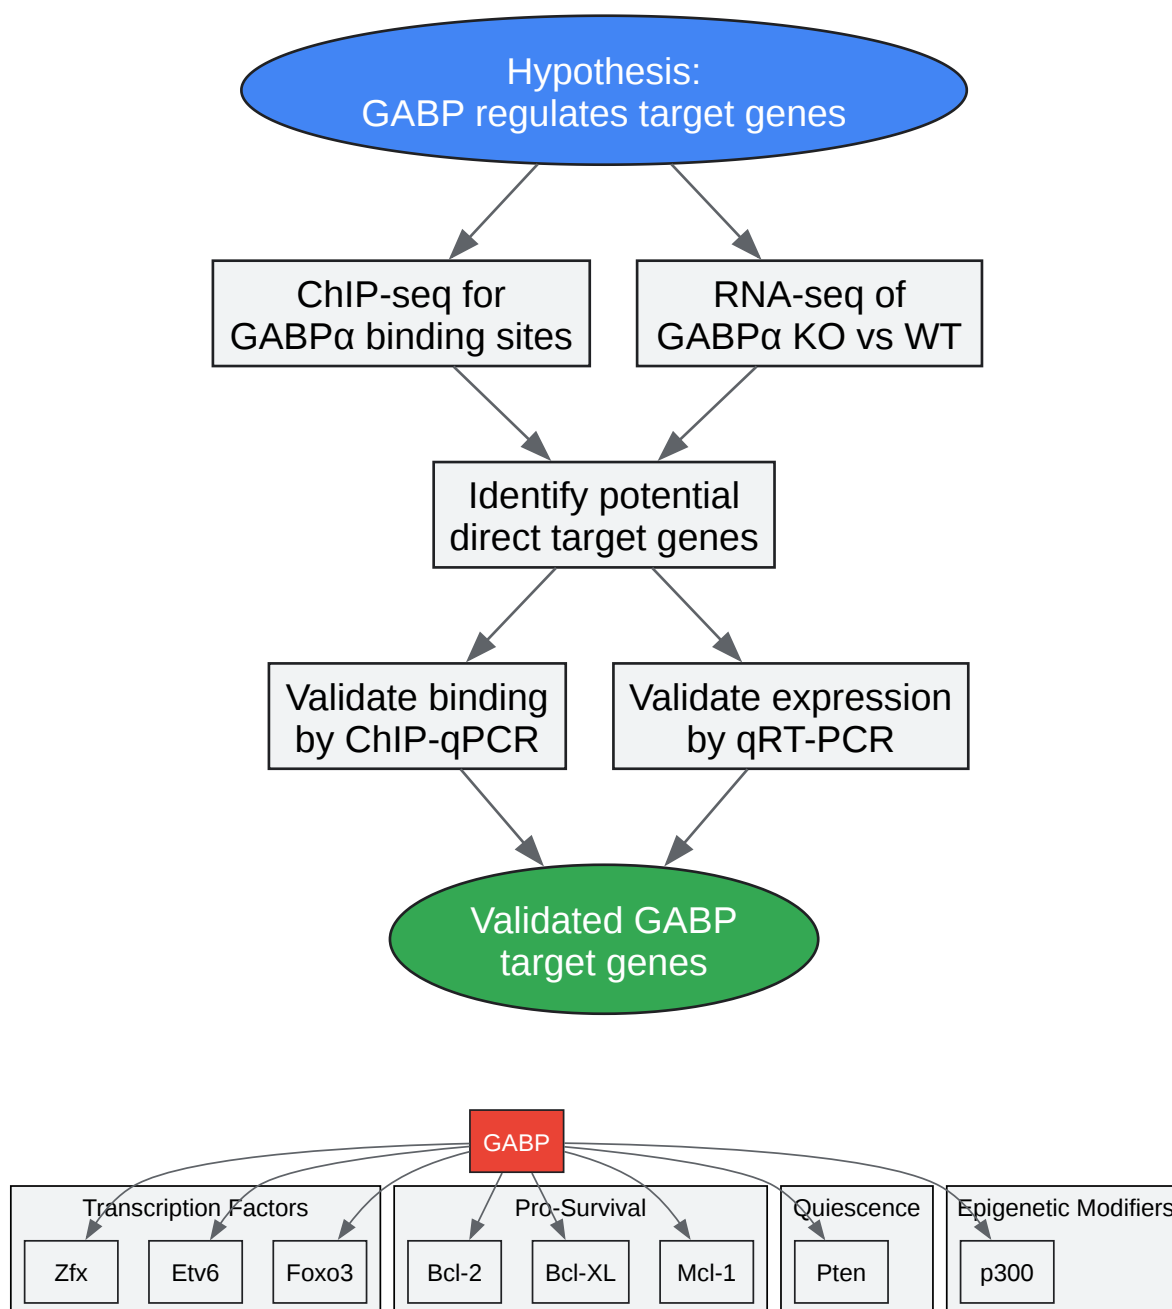 Hypothesis:
GABP regulates target genes
ChIP-seq for
GABPα binding sites
RNA-seq of
GABPα KO vs WT
Identify potential
direct target genes
Validate binding
by ChIP-qPCR
Validate expression
by qRT-PCR
Validated GABP
target genes
GABP
Transcription Factors
Pro-Survival
Quiescence
Epigenetic Modifiers
Zfx
Etv6
Foxo3
Bcl-2
Bcl-XL
Mcl-1
Pten
p300